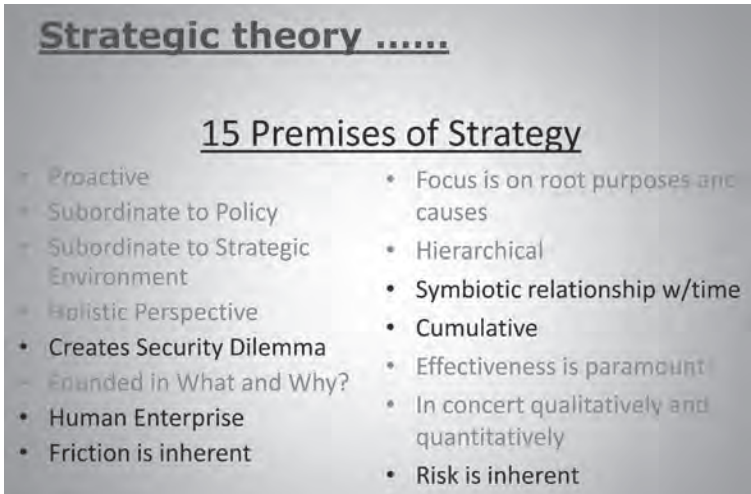 Strategic theory ......
15 Premises of Strategy
• Proactive
• Subordinate to Policy
• Subordinate to Strategic
Environment
• Holistic Perspective
• Creates Security Dilemma
• Founded in What and Why?
• Human Enterprise
• Friction is inherent
• Focus is on root purposes and
causes
• Hierarchical
• Symbiotic relationship w/time
• Cumulative
• Effectiveness is paramount
• In concert qualitatively and
quantitatively
• Risk is inherent